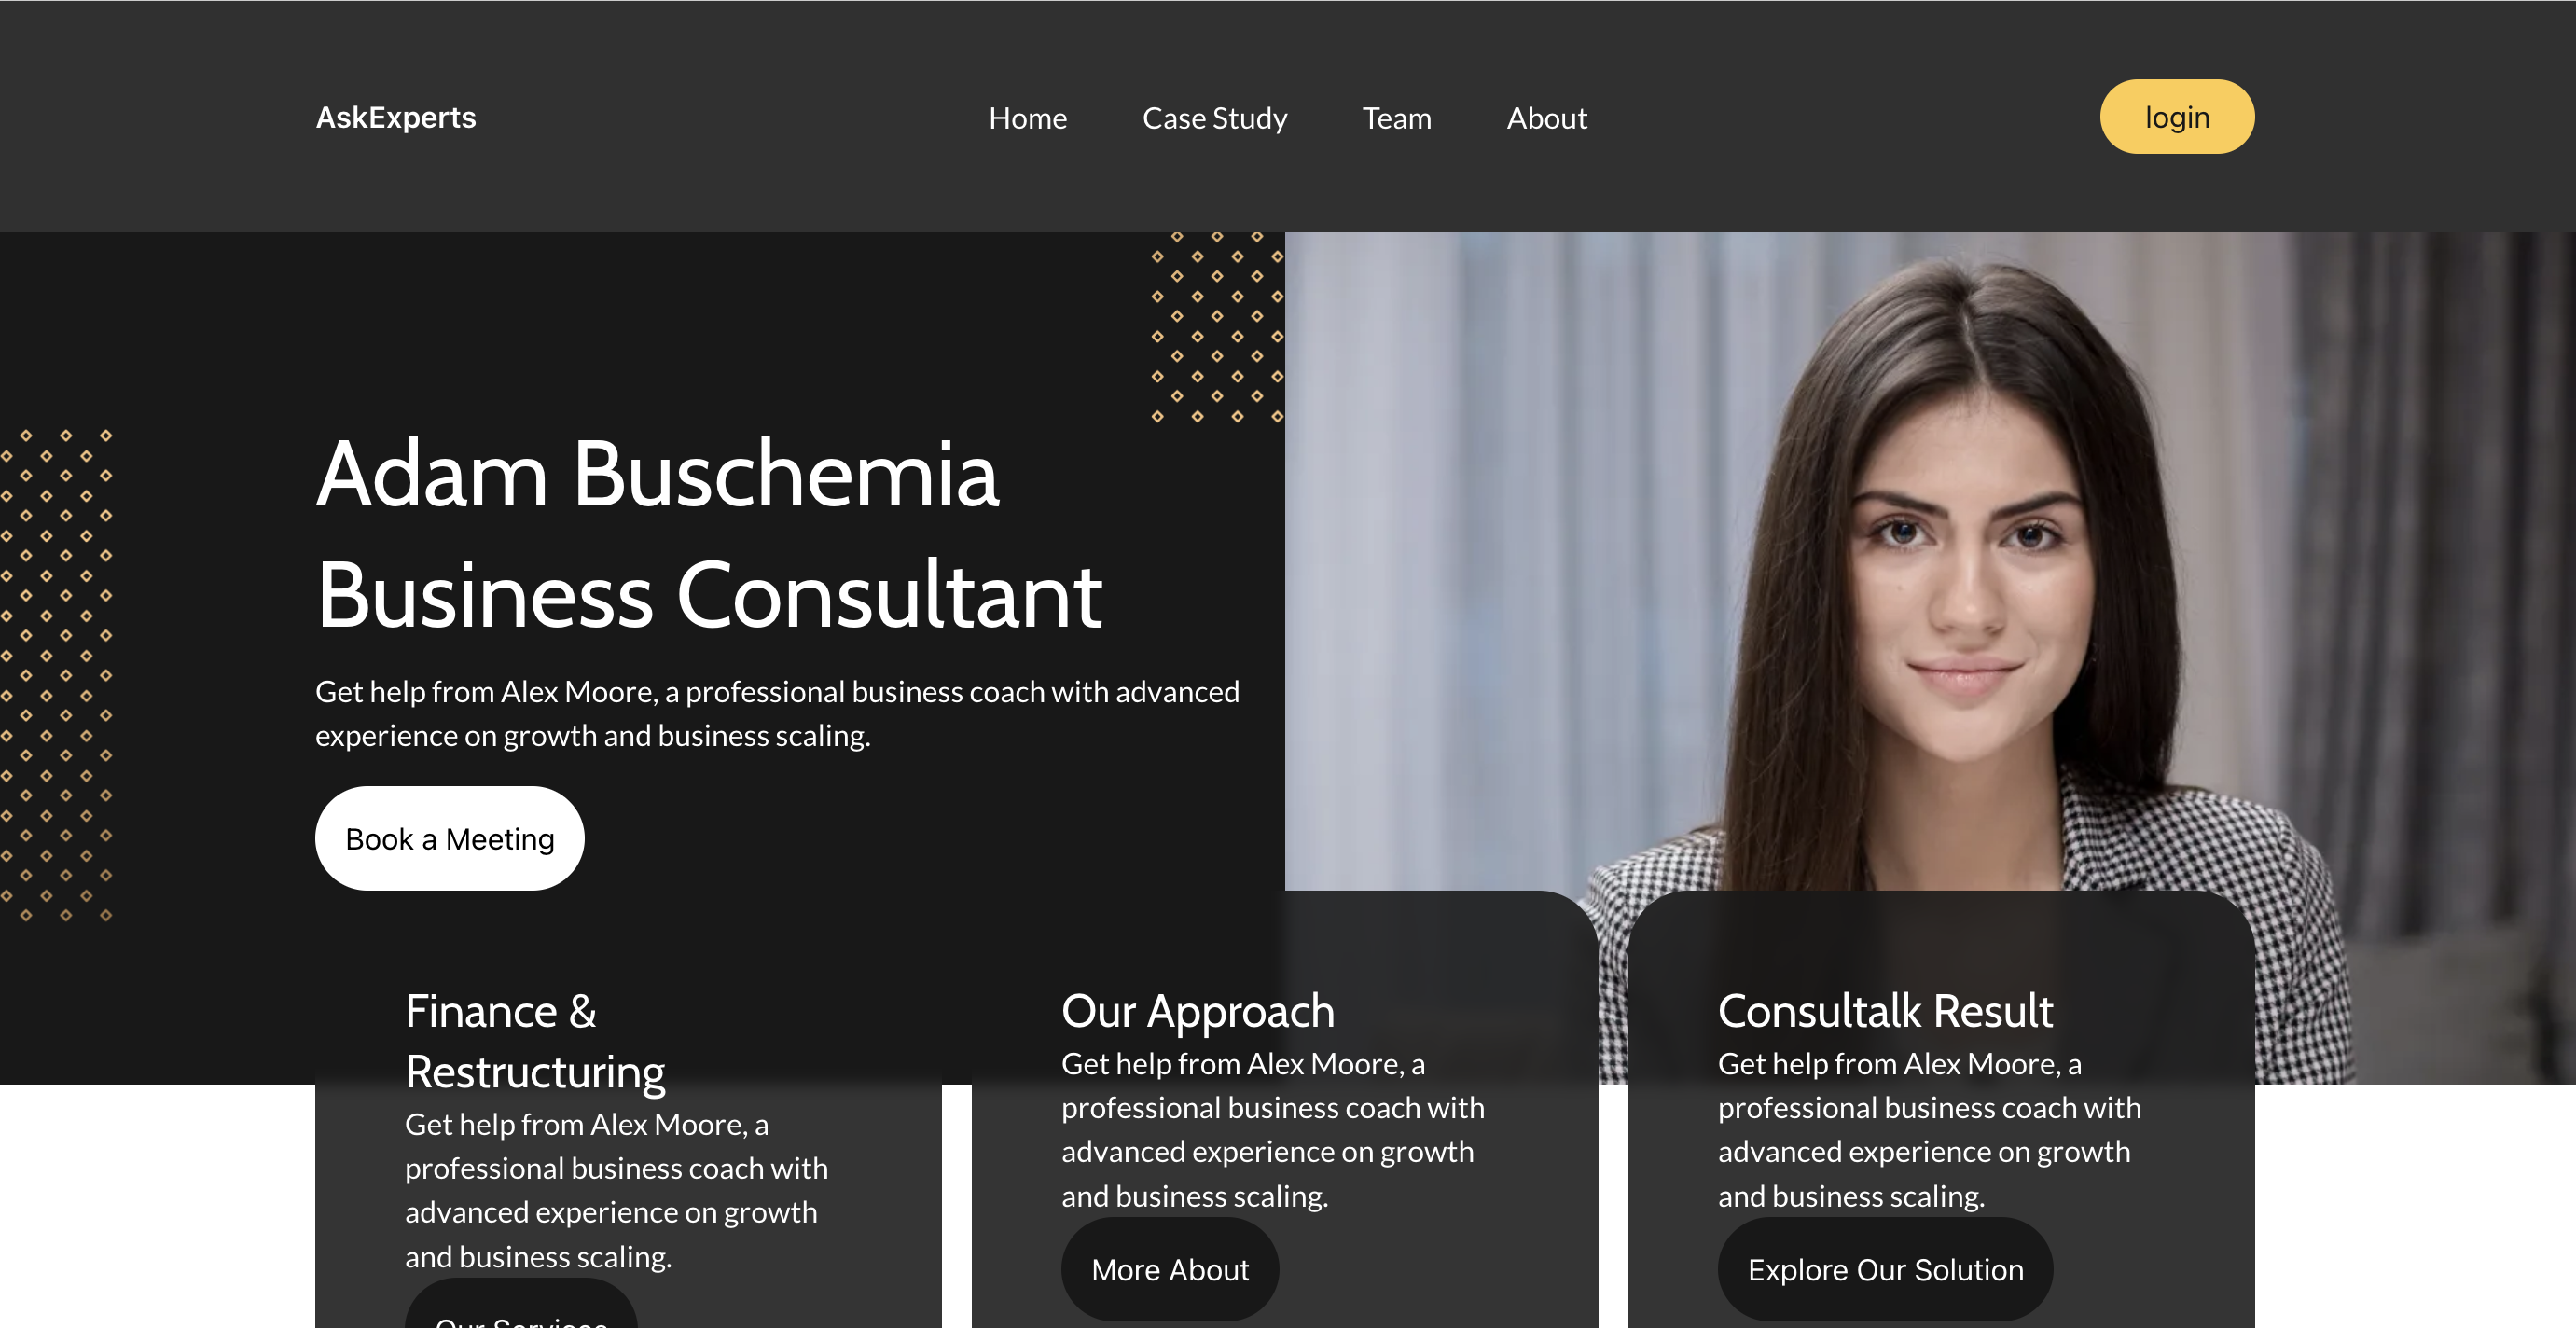 AskExperts
Home
Case Study
Team
About
login
Adam Buschemia
Business Consultant
Get help from Alex Moore, a professional business coach with advanced
experience on growth and business scaling.
Book a Meeting
Finance &
Restructuring
Get help from Alex Moore, a
professional business coach with
advanced experience on growth
and business scaling.
Our Services
Our Approach
Get help from Alex Moore, a
professional business coach with
advanced experience on growth
and business scaling.
More About
Consultalk Result
Get help from Alex Moore, a
professional business coach with
advanced experience on growth
and business scaling.
Explore Our Solution